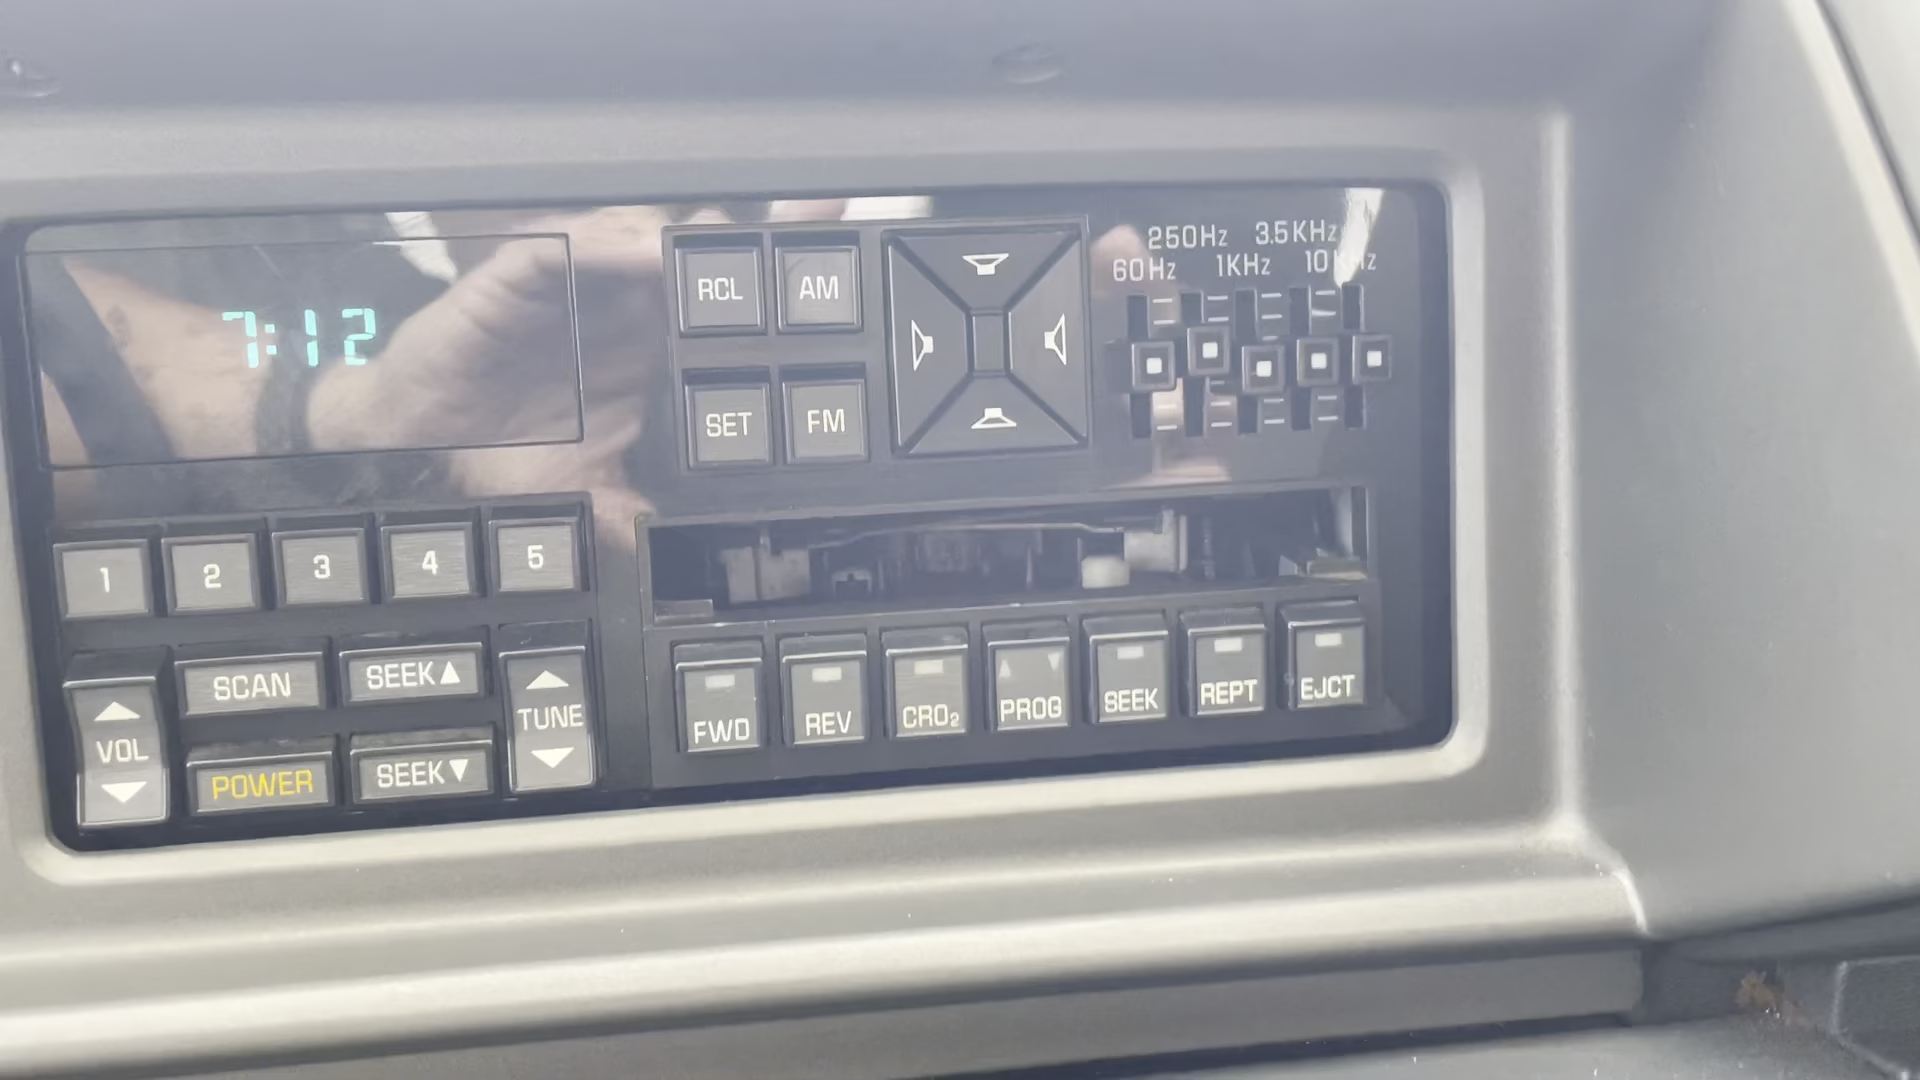 7:12
RCL AM
SET FM
250Hz 3.5KHz
60Hz 1KHz 10KHz
1 2 3 4 5
VOL
SCAN SEEK▲
POWER SEEK▼
TUNE
FWD REV CRO₂ PROG SEEK REPT EJCT